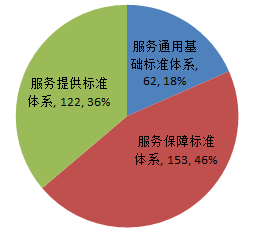 服务通用基
础标准体系,
62, 18%
服务提供标准
体系, 122, 36%
服务保障标准
体系, 153, 46%